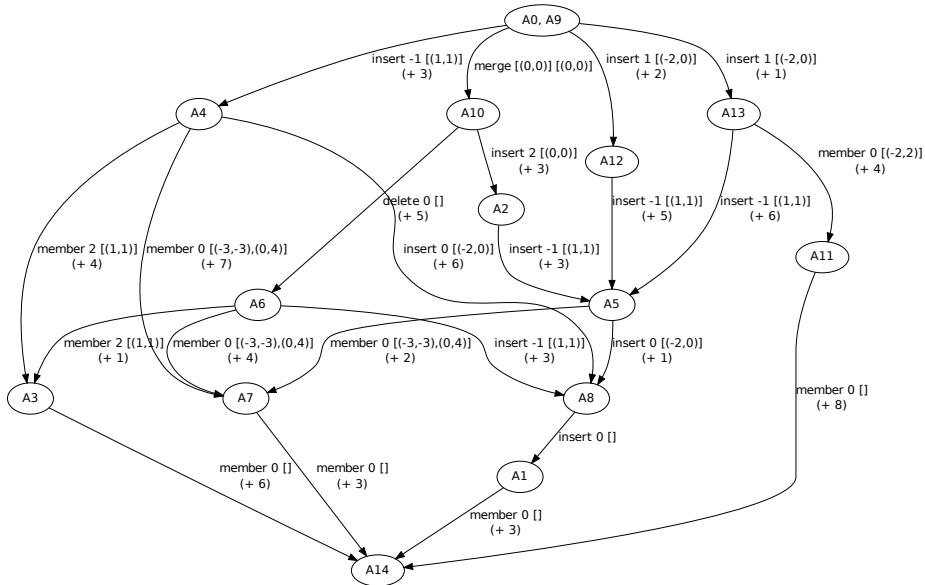 A0, A9
insert -1 [(1,1)]
(+ 3)
merge [(0,0)] [(0,0)]
insert 1 [(-2,0)]
(+ 2)
insert 1 [(-2,0)]
(+ 1)
A4
A10
A13
insert 2 [(0,0)]
(+ 3)
A12
member 0 [(-2,2)]
(+ 4)
delete 0 []
(+ 5)
A2
insert -1 [(1,1)]
(+ 5)
insert -1 [(1,1)]
(+ 6)
member 2 [(1,1)]
(+ 4)
member 0 [(-3,-3),(0,4)]
(+ 7)
insert 0 [(-2,0)]
(+ 6)
insert -1 [(1,1)]
(+ 3)
A11
A6
A5
member 2 [(1,1)]
(+ 1)
member 0 [(-3,-3),(0,4)]
(+ 4)
member 0 [(-3,-3),(0,4)]
(+ 2)
insert -1 [(1,1)]
(+ 3)
insert 0 [(-2,0)]
(+ 1)
A3
A7
A8
member 0 []
(+ 8)
insert 0 []
member 0 []
(+ 6)
member 0 []
(+ 3)
A1
member 0 []
(+ 3)
A14